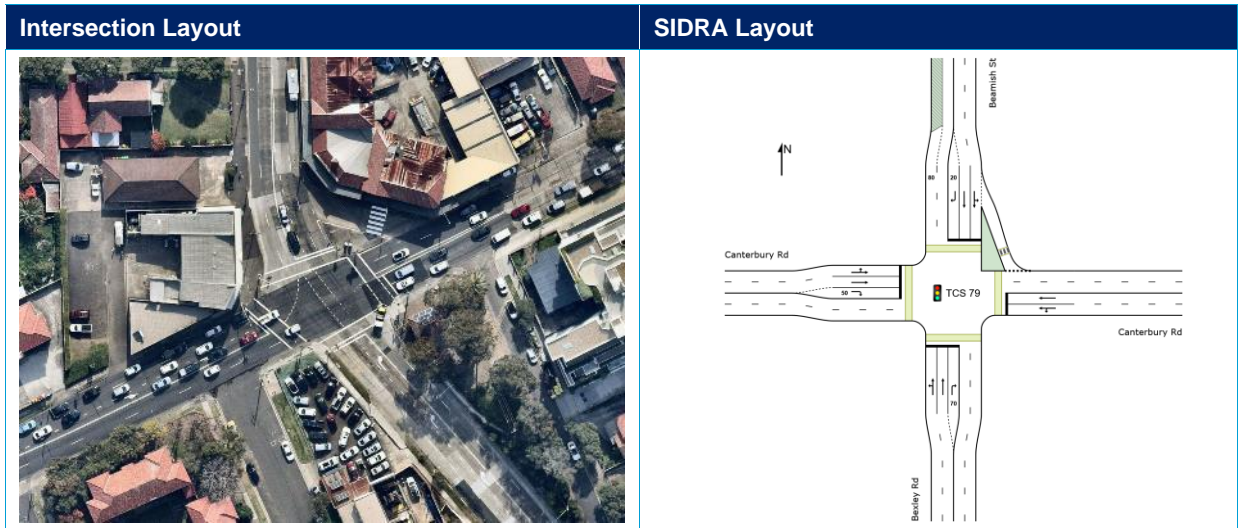 Intersection Layout
SIDRA Layout
Beamish St
N
80
20
Canterbury Rd
50
TCS 79
Canterbury Rd
70
Bexley Rd